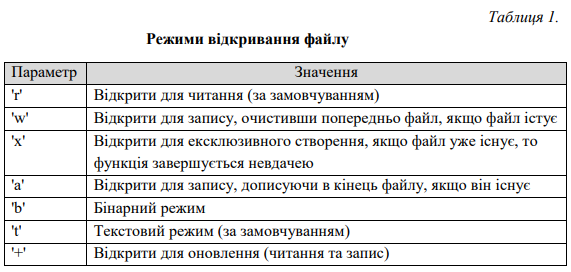 Таблиця 1.
Режими відкривання файлу
Параметр Значення
'r' Відкрити для читання (за замовчуванням)
'w' Відкрити для запису, очистивши попередньо файл, якщо файл істує
'x' Відкрити для ексклюзивного створення, якщо файл уже існує, то
функція завершується невдачею
'a' Відкрити для запису, дописуючи в кінець файлу, якщо він існує
'b' Бінарний режим
't' Текстовий режим (за замовчуванням)
'+' Відкрити для оновлення (читання та запис)